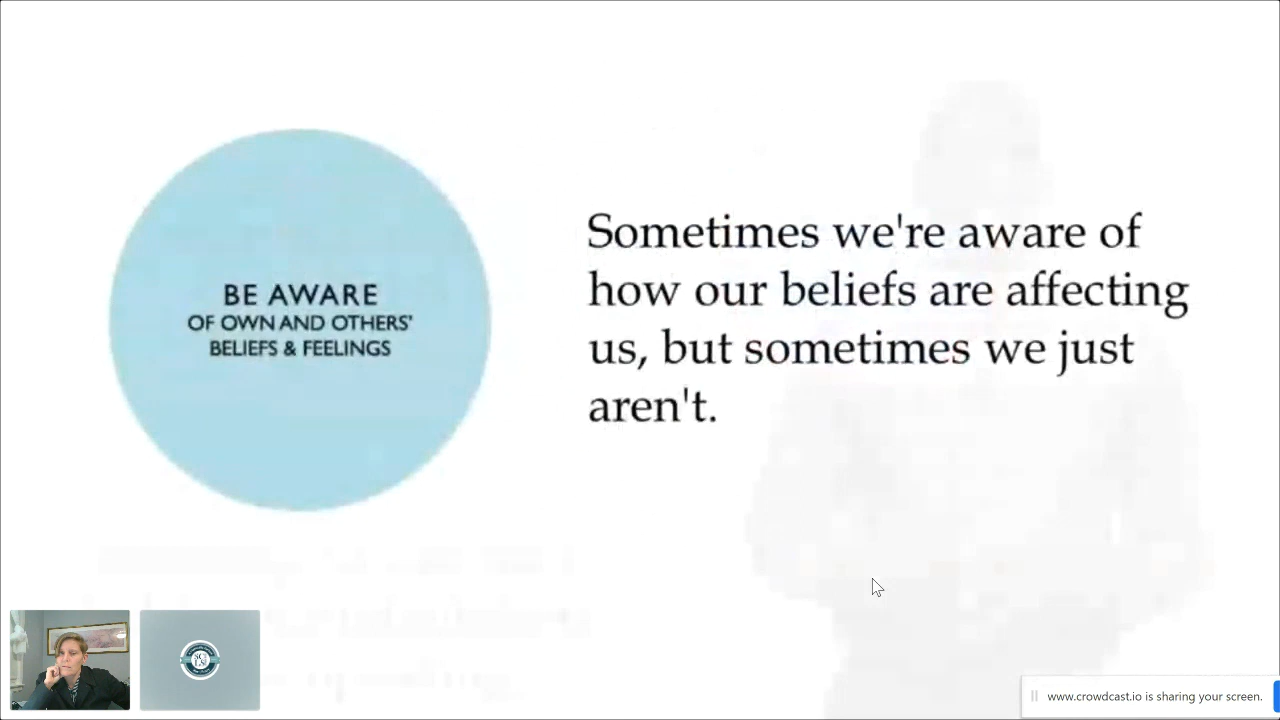 BE AWARE
OF OWN AND OTHERS'
BELIEFS & FEELINGS
Sometimes we're aware of
how our beliefs are affecting
us, but sometimes we just
aren't.
www.crowdcast.io is sharing your screen.